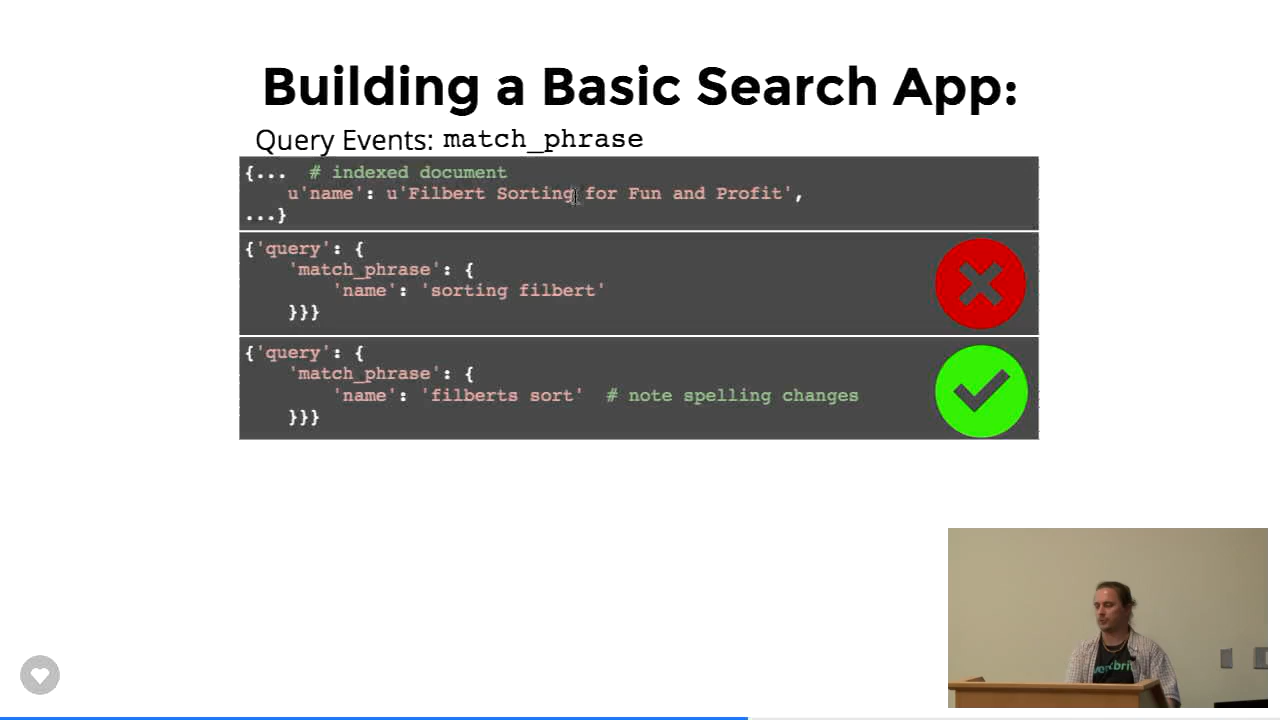 Building a Basic Search App:
Query Events: match_phrase
{... # indexed document
u'name': u'Filbert Sorting for Fun and Profit',
...}
{'query': {
'match_phrase': {
'name': 'sorting filbert'
}}}
{'query': {
'match_phrase': {
'name': 'filberts sort' # note spelling changes
}}}